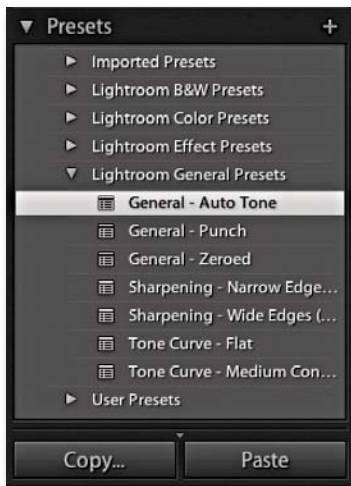 Presets +
Imported Presets
Lightroom B&W Presets
Lightroom Color Presets
Lightroom Effect Presets
Lightroom General Presets
General - Auto Tone
General - Punch
General - Zeroed
Sharpening - Narrow Edge...
Sharpening - Wide Edges (...
Tone Curve - Flat
Tone Curve - Medium Con...
User Presets
Copy... Paste